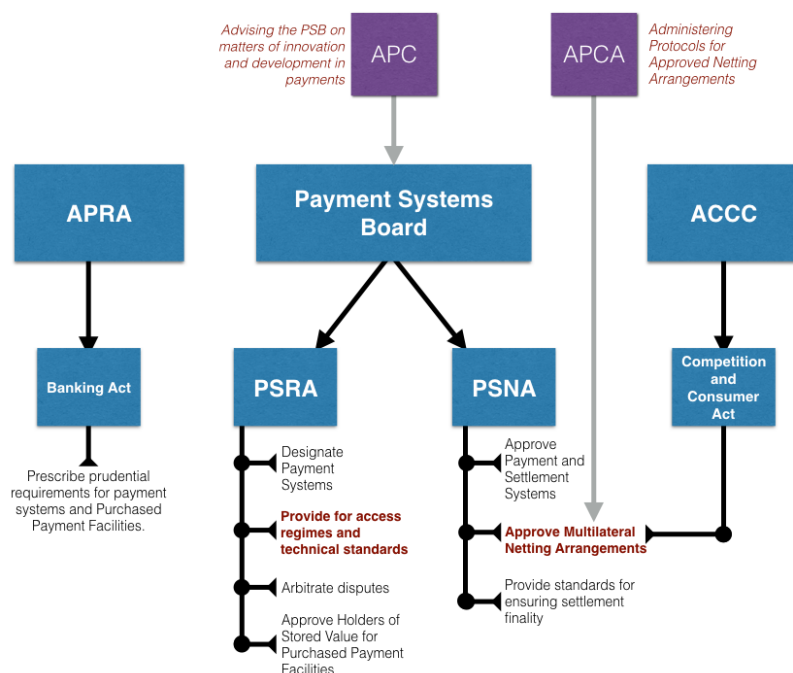 Advising the PSB on
matters of innovation
and development in
payments
APC
APCA
Administering
Protocols for
Approved Netting
Arrangements
APRA
Payment Systems
Board
ACCC
Banking Act
PSRA
PSNA
Competition
and
Consumer
Act
Prescribe prudential
requirements for payment
systems and Purchased
Payment Facilities.
Designate
Payment
Systems
Provide for access
regimes and
technical standards
Arbitrate disputes
Approve Holders of
Stored Value for
Purchased Payment
Facilities
Approve
Payment and
Settlement
Systems
Approve Multilateral
Netting Arrangements
Provide standards for
ensuring settlement
finality